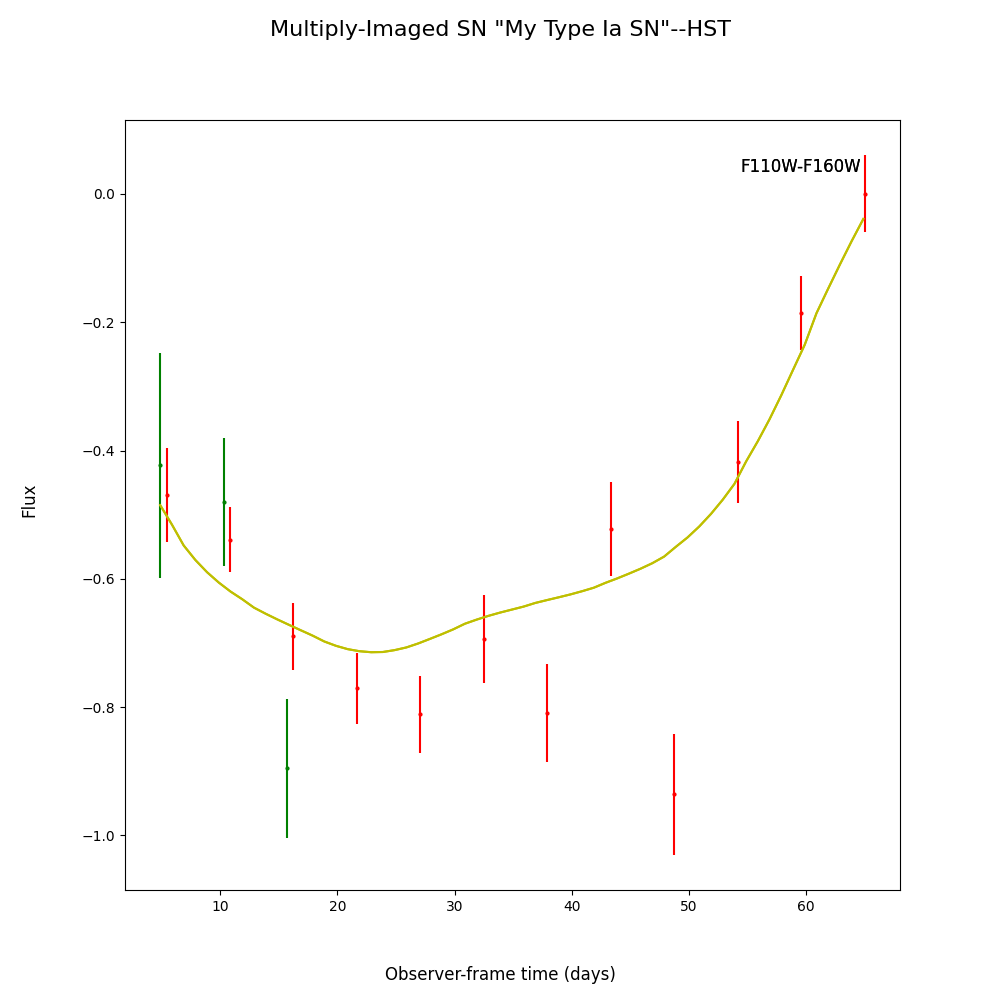 Multiply-Imaged SN "My Type Ia SN"--HST
F110W-F160W
0.0
−0.2
−0.4
−0.6
−0.8
−1.0
Flux
10 20 30 40 50 60
Observer-frame time (days)